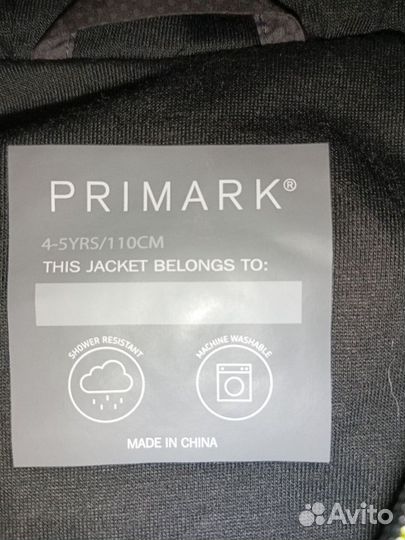 PRIMARK®
4-5YRS/110CM
THIS JACKET BELONGS TO:
SHOWER RESISTANT
MACHINE WASHABLE
MADE IN CHINA
Avito